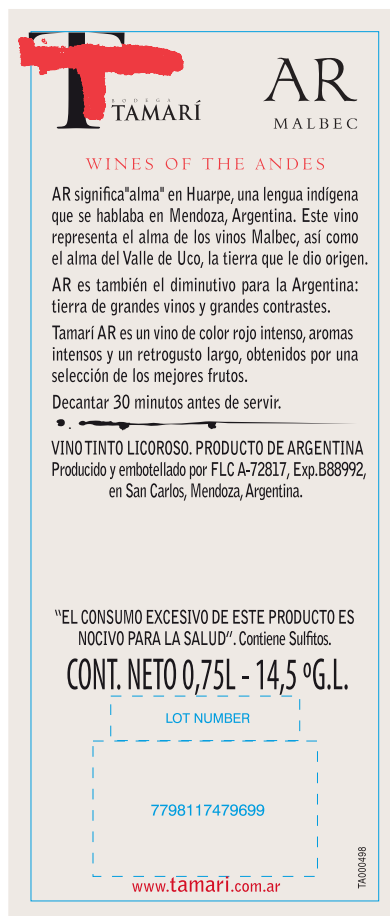 T
BODEGA
TAMARÍ
AR
MALBEC
WINES OF THE ANDES
AR significa"alma" en Huarpe, una lengua indígena
que se hablaba en Mendoza, Argentina. Este vino
representa el alma de los vinos Malbec, así como
el alma del Valle de Uco, la tierra que le dio origen.
AR es también el diminutivo para la Argentina:
tierra de grandes vinos y grandes contrastes.
Tamarí AR es un vino de color rojo intenso, aromas
intensos y un retrogusto largo, obtenidos por una
selección de los mejores frutos.
Decantar 30 minutos antes de servir.
VINO TINTO LICOROSO. PRODUCTO DE ARGENTINA
Producido y embotellado por FLC A-72817, Exp.B88992,
en San Carlos, Mendoza, Argentina.
"EL CONSUMO EXCESIVO DE ESTE PRODUCTO ES
NOCIVO PARA LA SALUD". Contiene Sulfitos.
CONT. NETO 0,75L - 14,5 ºG.L.
LOT NUMBER
7798117479699
www.tamarí.com.ar
TA000498